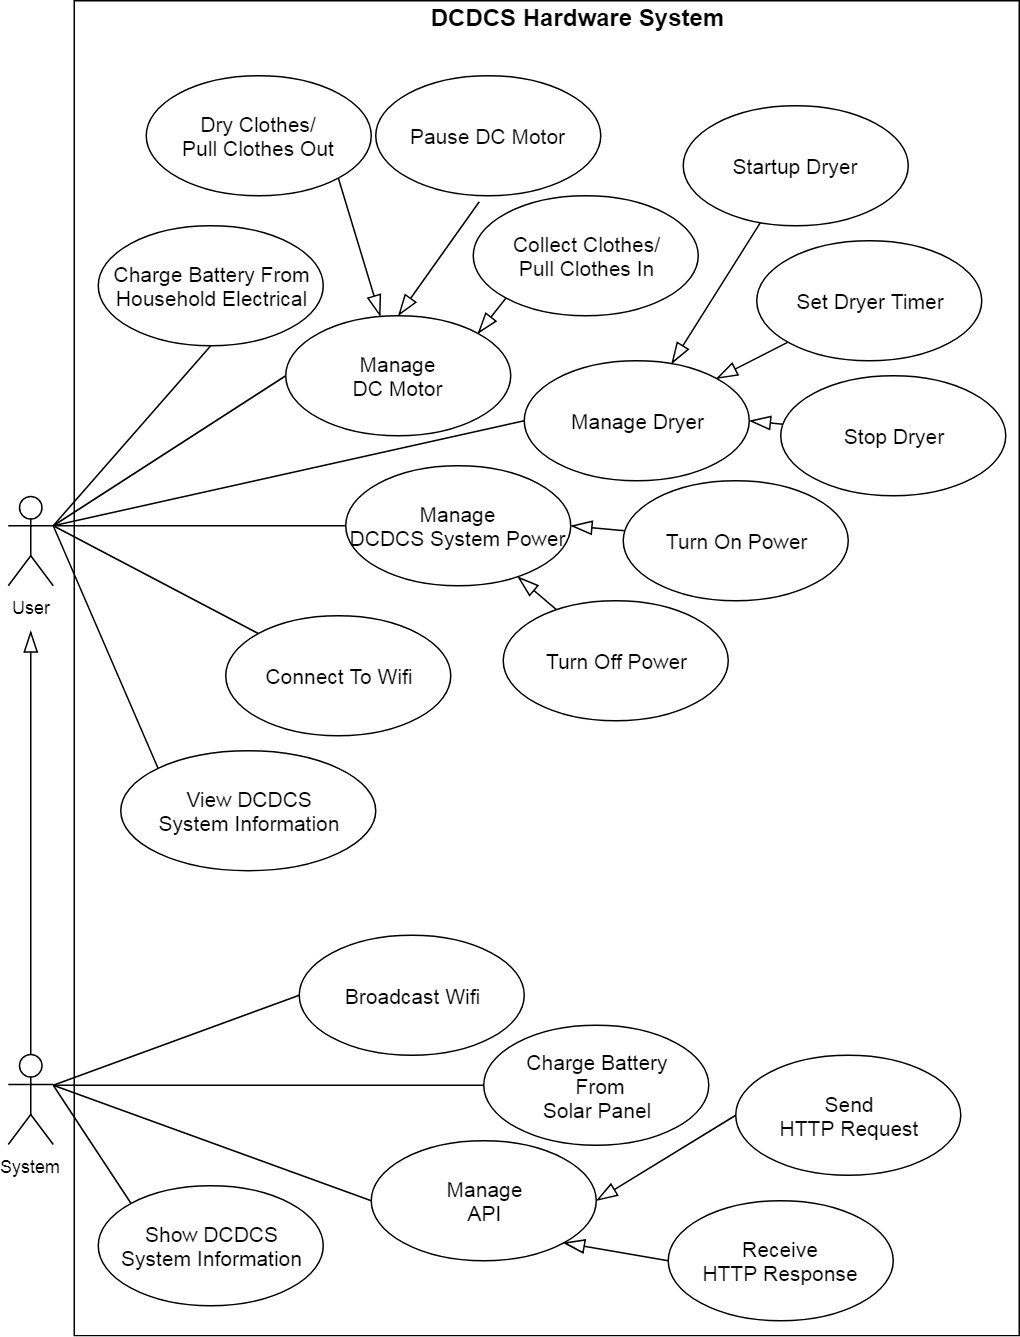 DCDCS Hardware System
Dry Clothes/
Pull Clothes Out
Pause DC Motor
Startup Dryer
Collect Clothes/
Pull Clothes In
Charge Battery From
Household Electrical
Set Dryer Timer
Manage
DC Motor
Manage Dryer
Stop Dryer
Manage
DCDCS System Power
Turn On Power
User
Turn Off Power
Connect To Wifi
View DCDCS
System Information
Broadcast Wifi
Charge Battery
From
Solar Panel
Send
HTTP Request
System
Manage
API
Show DCDCS
System Information
Receive
HTTP Response